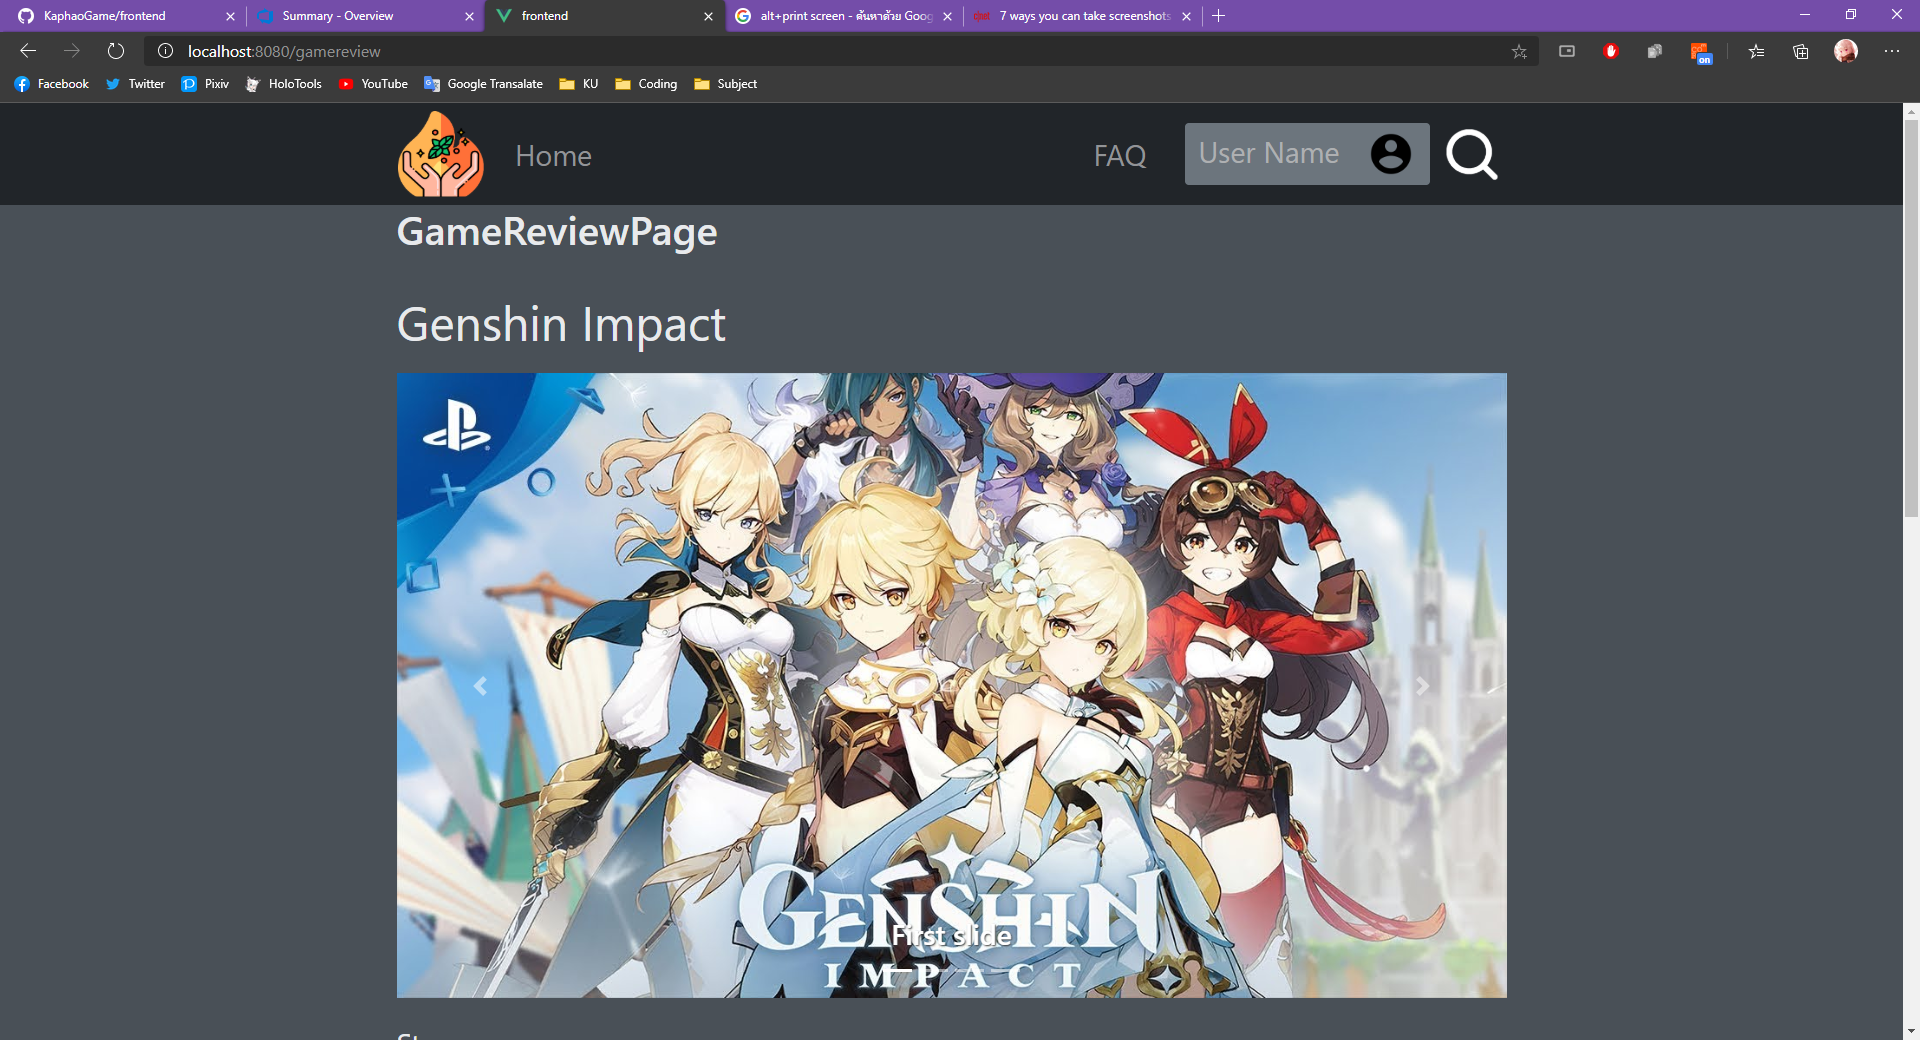 KaphaoGame/frontend
Summary - Overview
frontend
alt+print screen - ค้นหาด้วย Goog
7 ways you can take screenshots
localhost:8080/gamereview
on
Facebook
Twitter
Pixiv
HoloTools
YouTube
Google Transalate
KU
Coding
Subject
Home
FAQ
User Name
GameReviewPage
Genshin Impact
GENSHIN
First slide
IMPACT